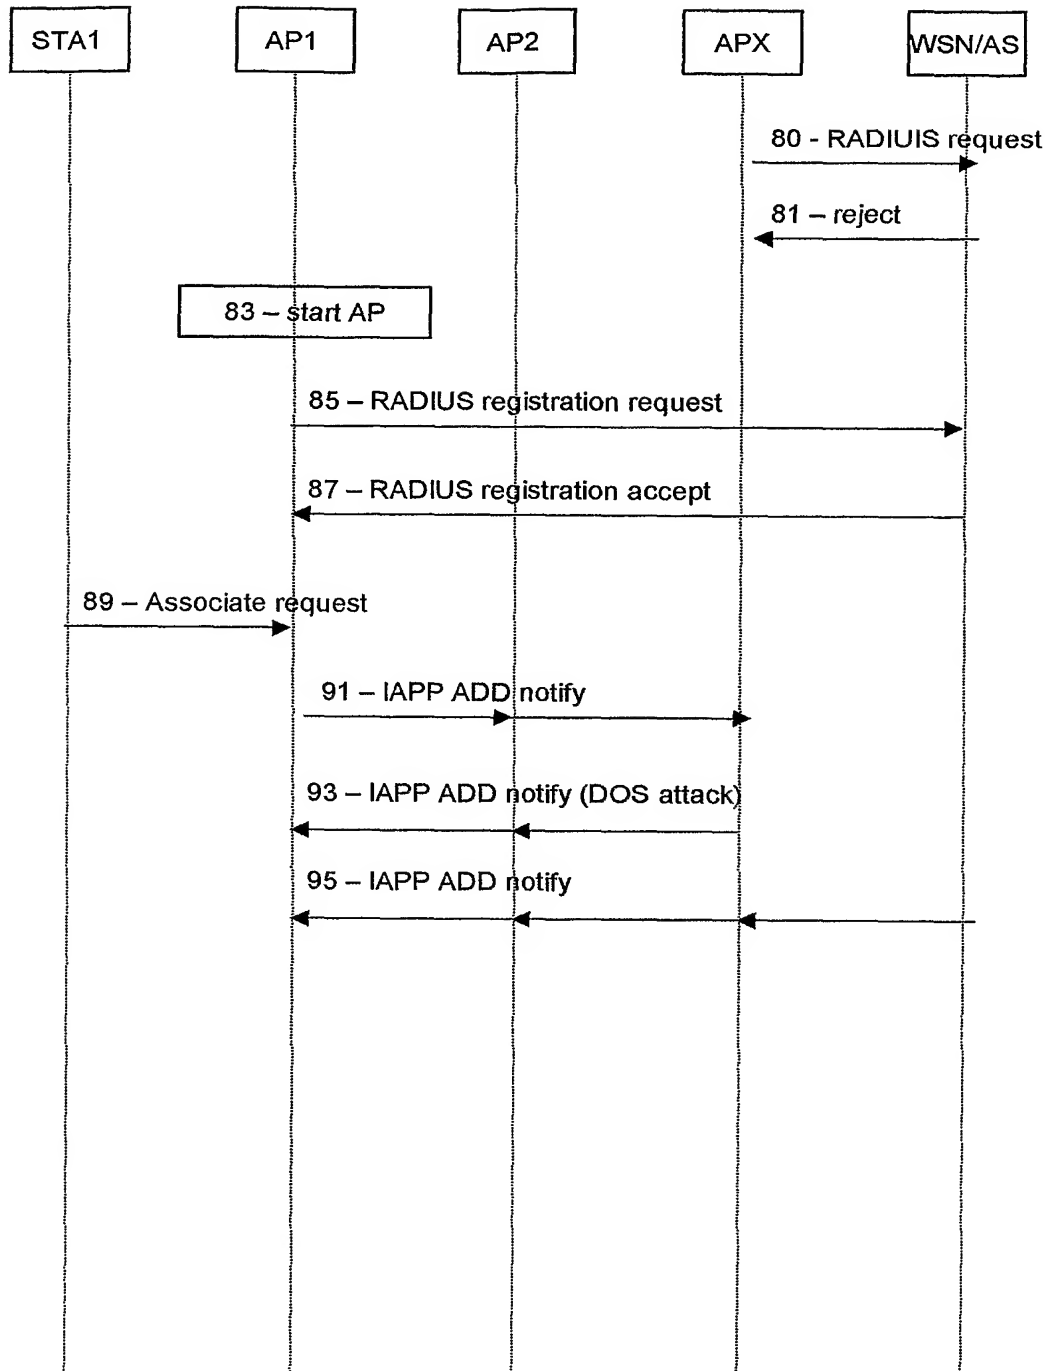 STA1
AP1
AP2
APX
WSN/AS
80 - RADIUIS request
81 – reject
83 – start AP
85 – RADIUS registration request
87 – RADIUS registration accept
89 – Associate request
91 – IAPP ADD notify
93 – IAPP ADD notify (DOS attack)
95 – IAPP ADD notify